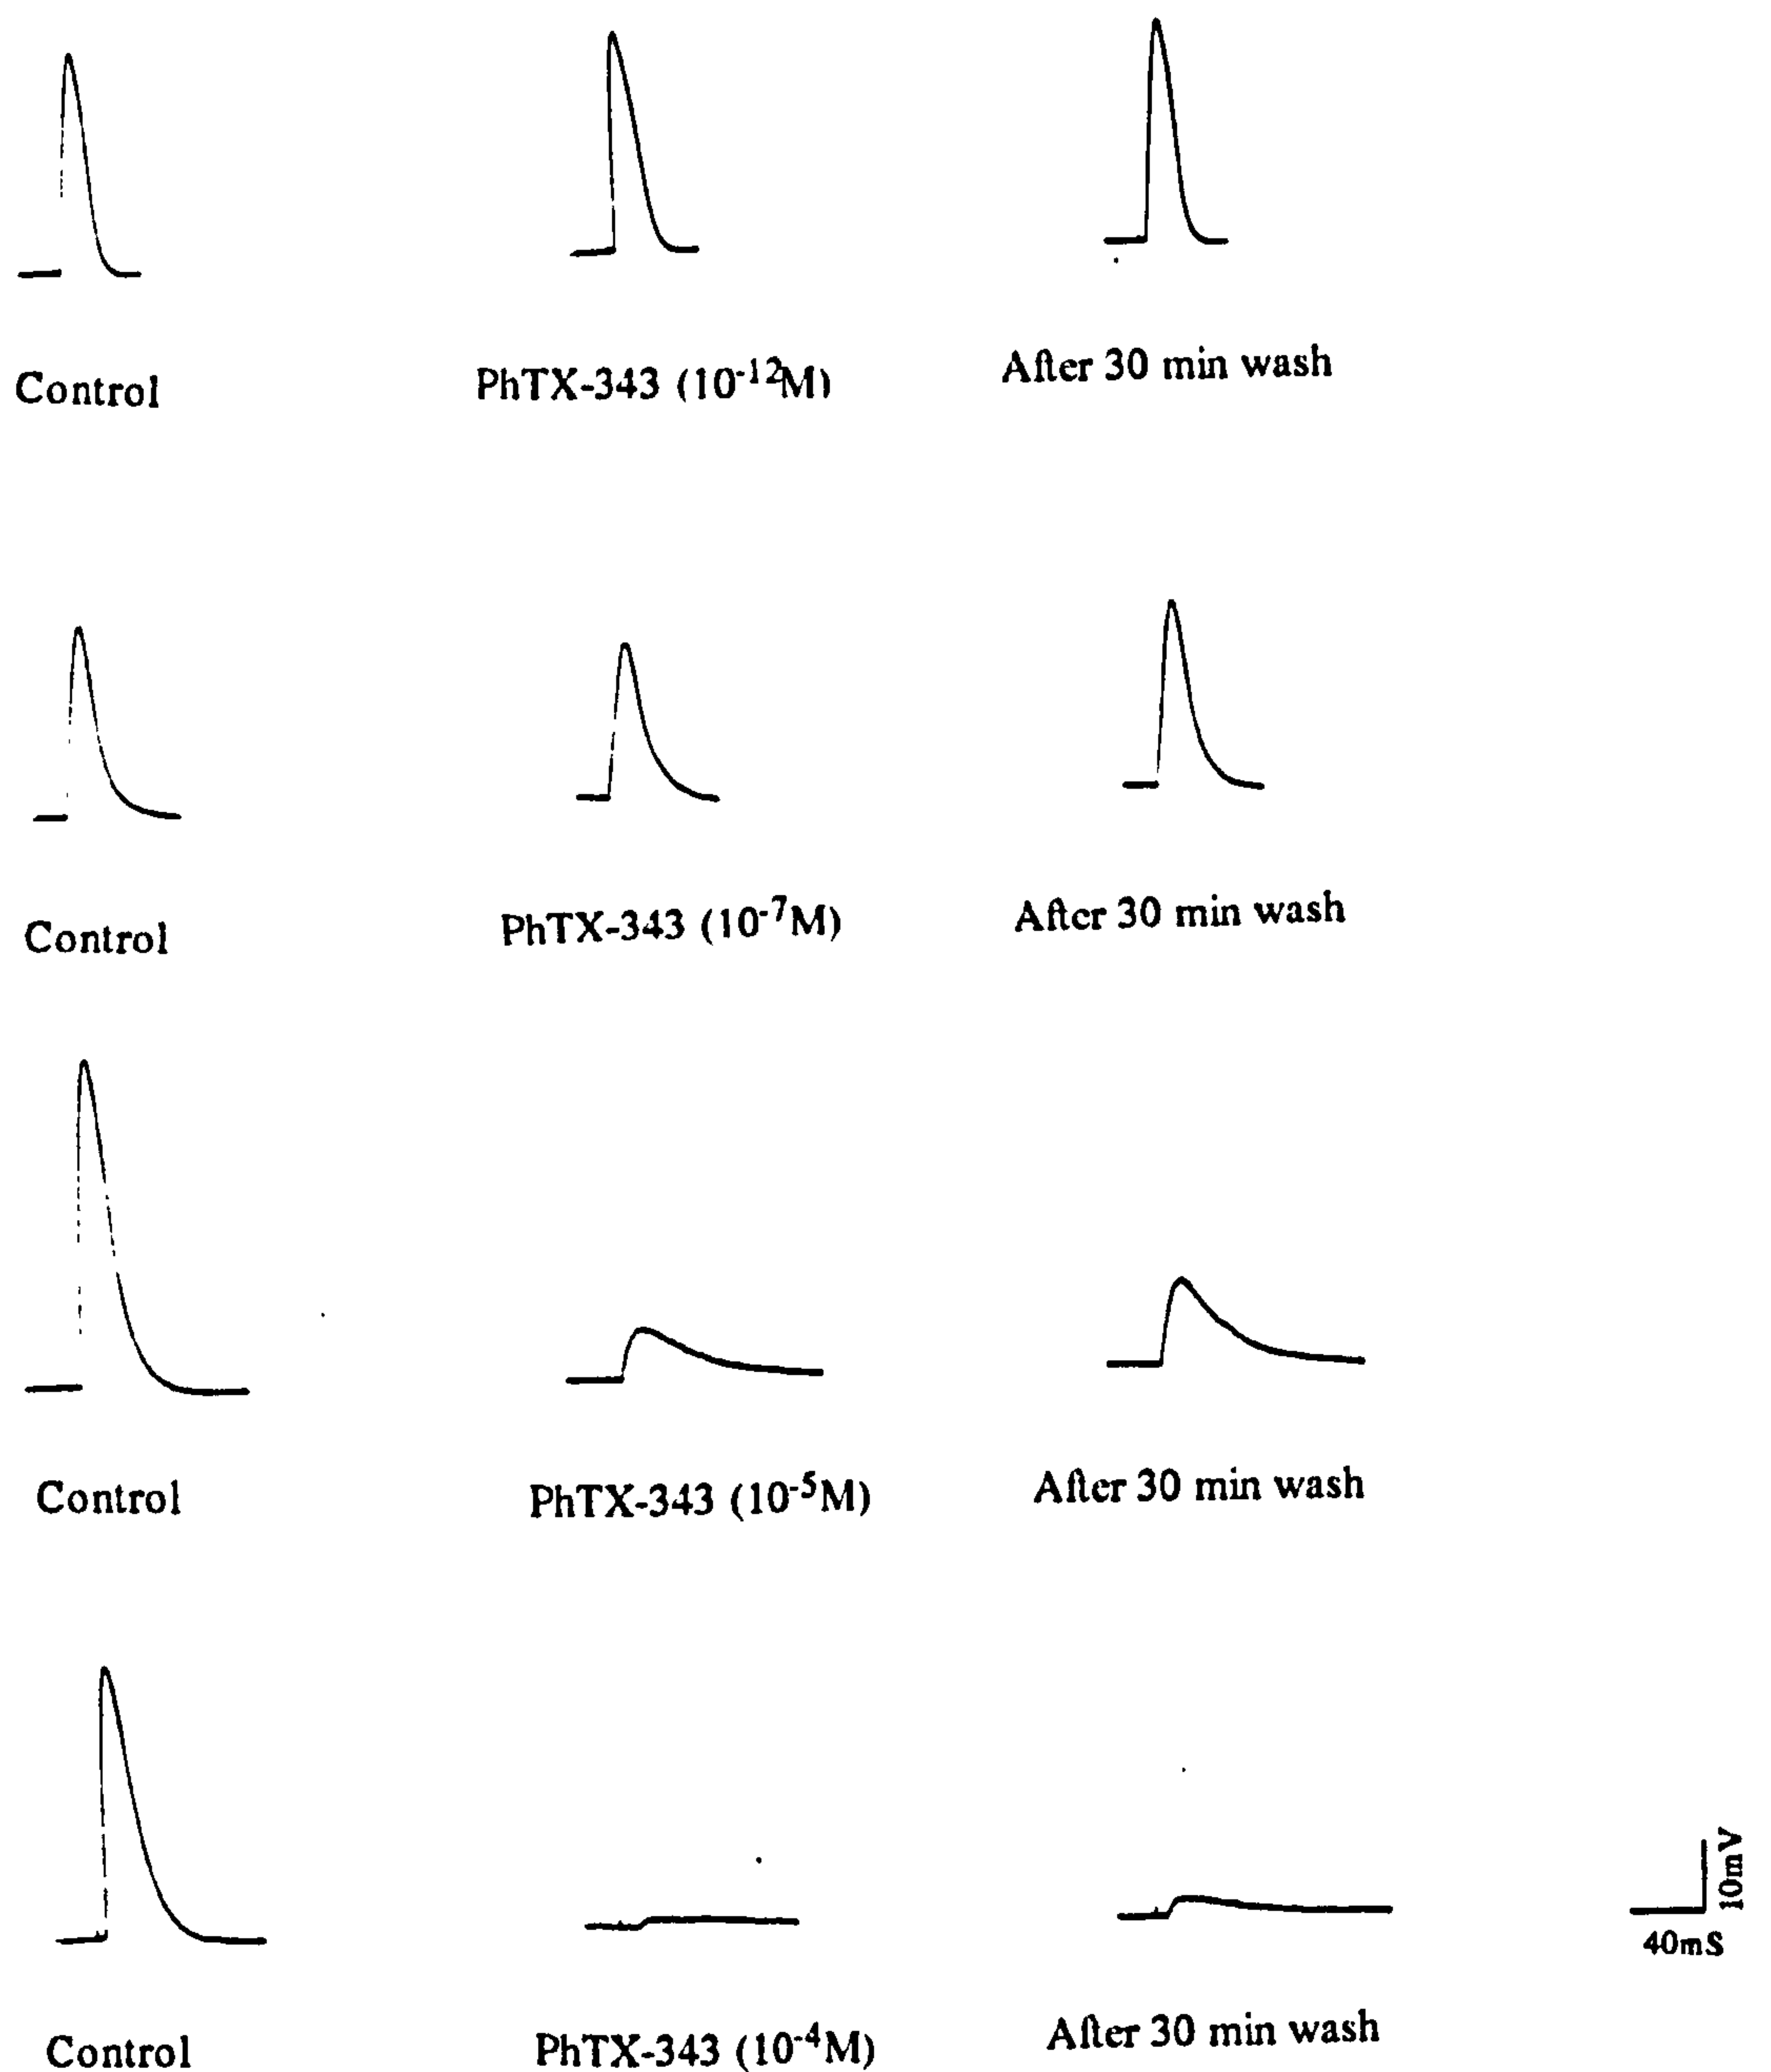 Control
PhTX-343 (10⁻¹²M)
After 30 min wash
Control
PhTX-343 (10⁻⁷M)
After 30 min wash
Control
PhTX-343 (10⁻⁵M)
After 30 min wash
10mV
40mS
Control
PhTX-343 (10⁻⁴M)
After 30 min wash